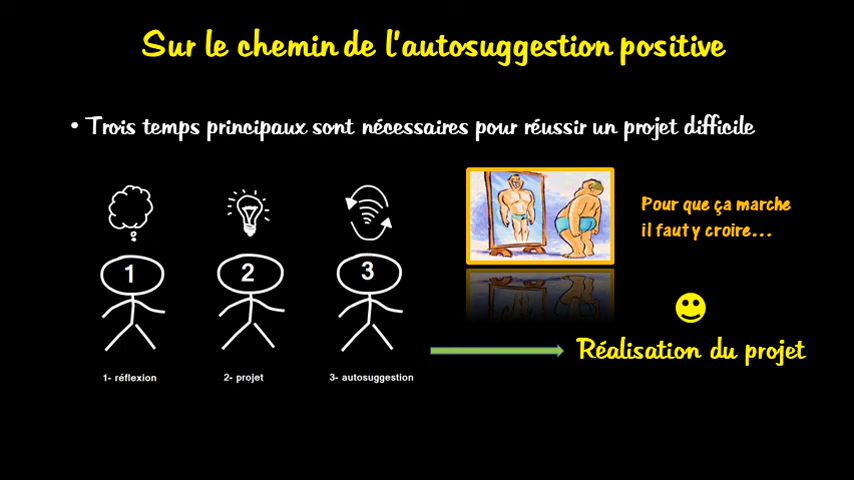 Sur le chemin de l'autosuggestion positive
• Trois temps principaux sont nécessaires pour réussir un projet difficile
Pour que ça marche
il faut y croire...
1
2
3
Réalisation du projet
1- réflexion
2- projet
3- autosuggestion